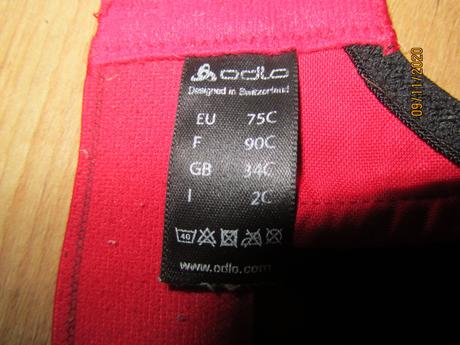 odlo
Designed in Switzerland
EU 75C
F 90C
GB 34C
I 2C
40
www.odlo.com
09/11/2020